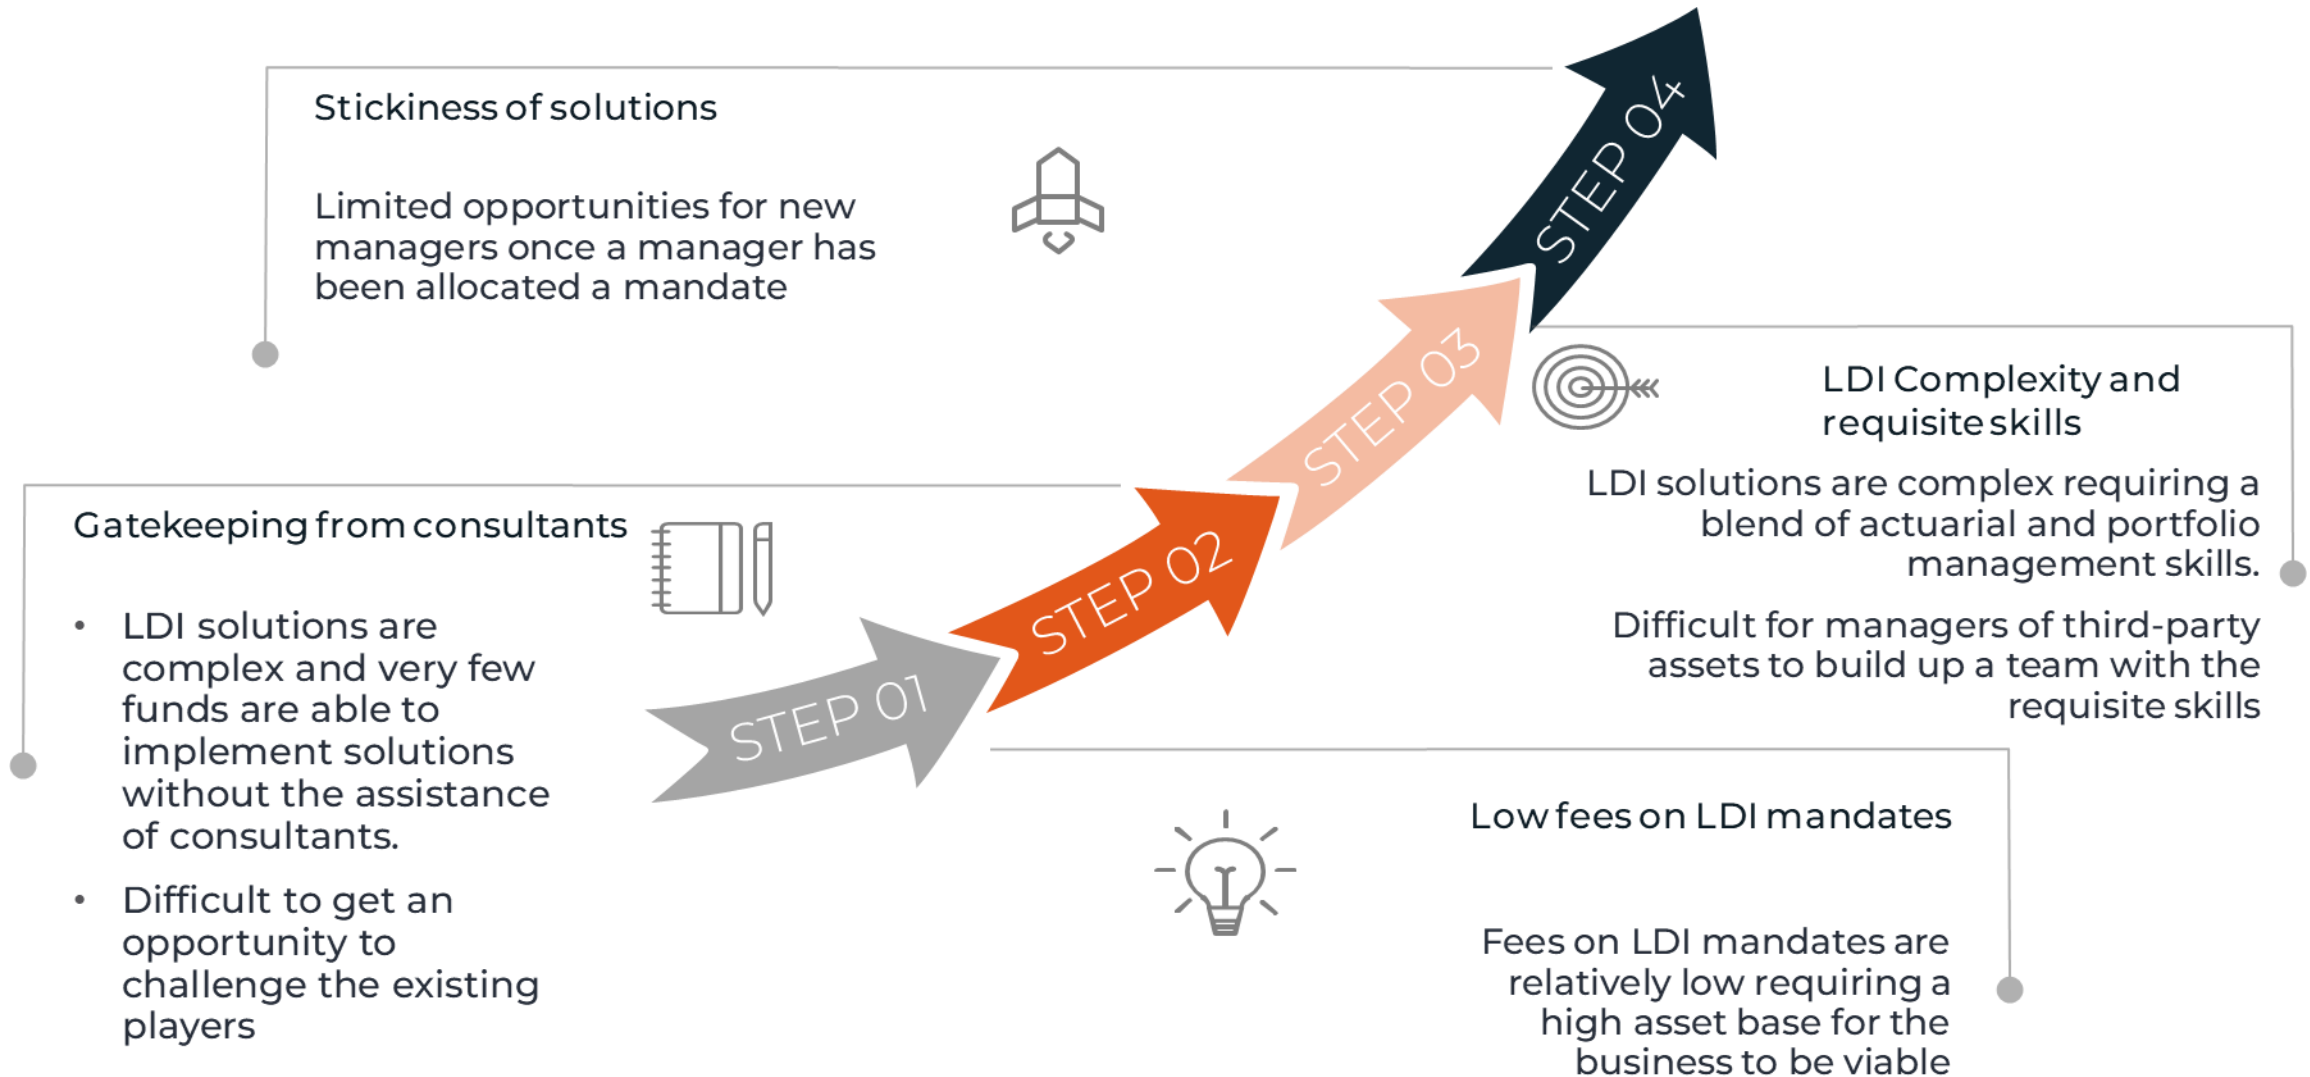 Stickiness of solutions
Limited opportunities for new
managers once a manager has
been allocated a mandate
STEP 04
STEP 03
LDI Complexity and
requisite skills
LDI solutions are complex requiring a
blend of actuarial and portfolio
management skills.
Difficult for managers of third-party
assets to build up a team with the
requisite skills
Gatekeeping from consultants
• LDI solutions are
complex and very few
funds are able to
implement solutions
without the assistance
of consultants.
• Difficult to get an
opportunity to
challenge the existing
players
STEP 02
STEP 01
Low fees on LDI mandates
Fees on LDI mandates are
relatively low requiring a
high asset base for the
business to be viable